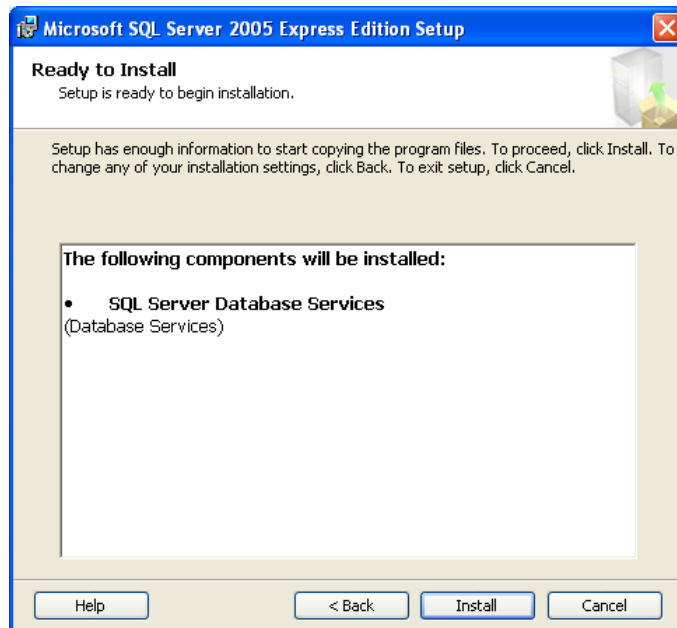 Microsoft SQL Server 2005 Express Edition Setup
Ready to Install
Setup is ready to begin installation.
Setup has enough information to start copying the program files. To proceed, click Install. To
change any of your installation settings, click Back. To exit setup, click Cancel.
The following components will be installed:
• SQL Server Database Services
(Database Services)
Help
< Back
Install
Cancel